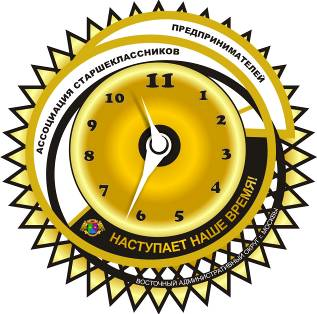 АССОЦИАЦИЯ СТАРШЕКЛАССНИКОВ
ПРЕДПРИНИМАТЕЛЕЙ
11
1
2
3
4
5
6
7
8
9
10
НАСТУПАЕТ НАШЕ ВРЕМЯ!
ВОСТОЧНЫЙ АДМИНИСТРАТИВНЫЙ ОКРУГ Г. МОСКВЫ